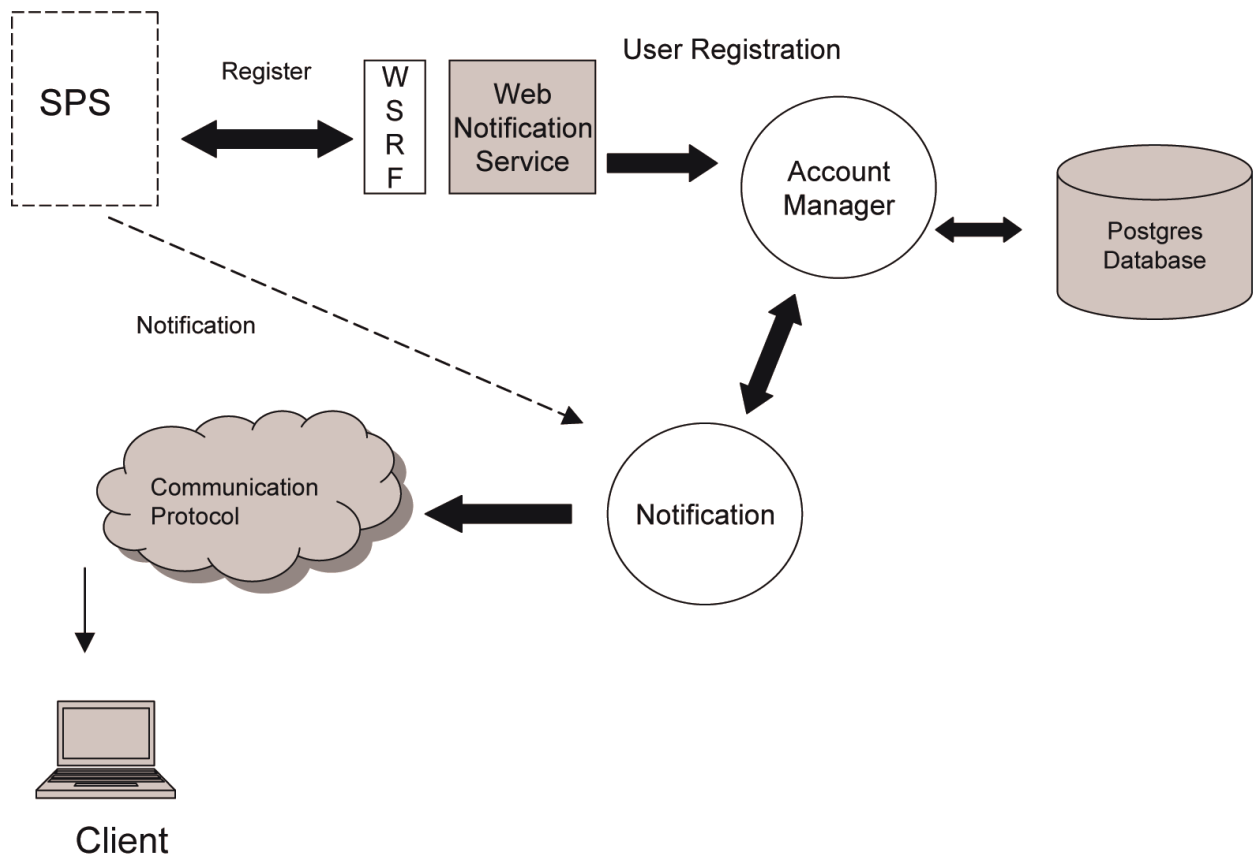 User Registration
Register
SPS
W
S
R
F
Web
Notification
Service
Account
Manager
Postgres
Database
Notification
Communication
Protocol
Notification
Client